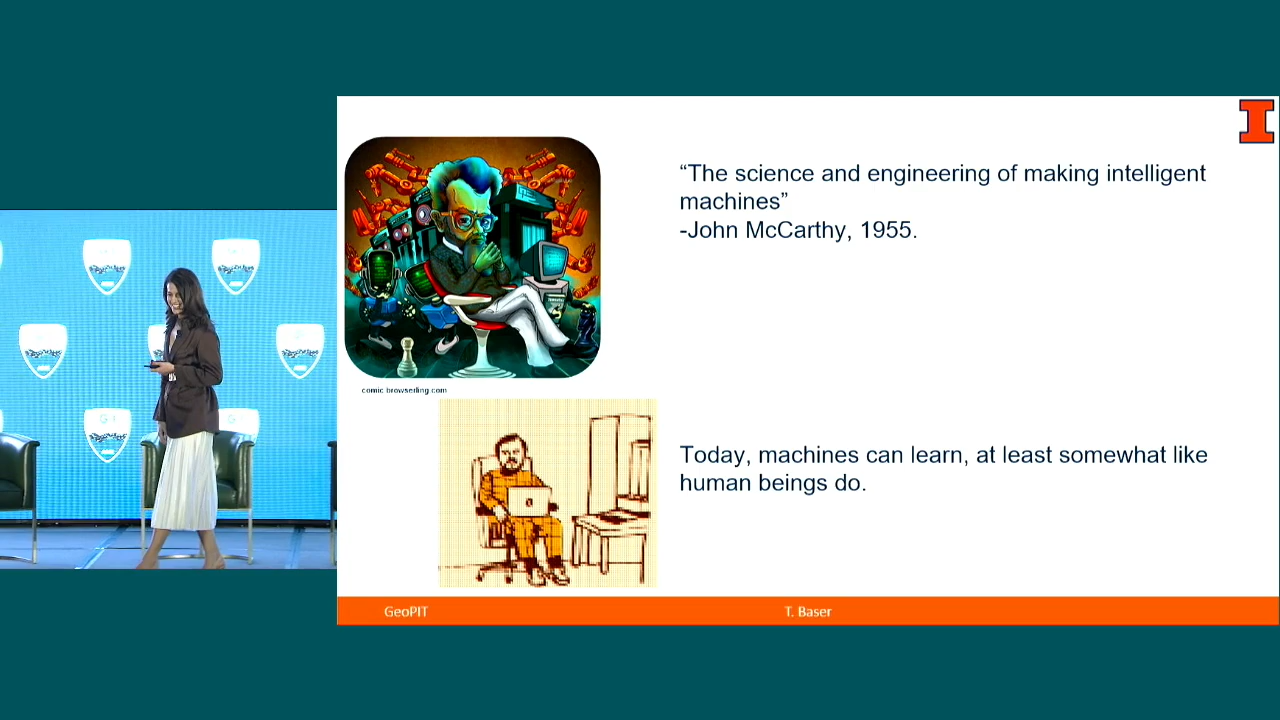 “The science and engineering of making intelligent
machines”
-John McCarthy, 1955.
comic.browserling.com
Today, machines can learn, at least somewhat like
human beings do.
GeoPIT
T. Baser